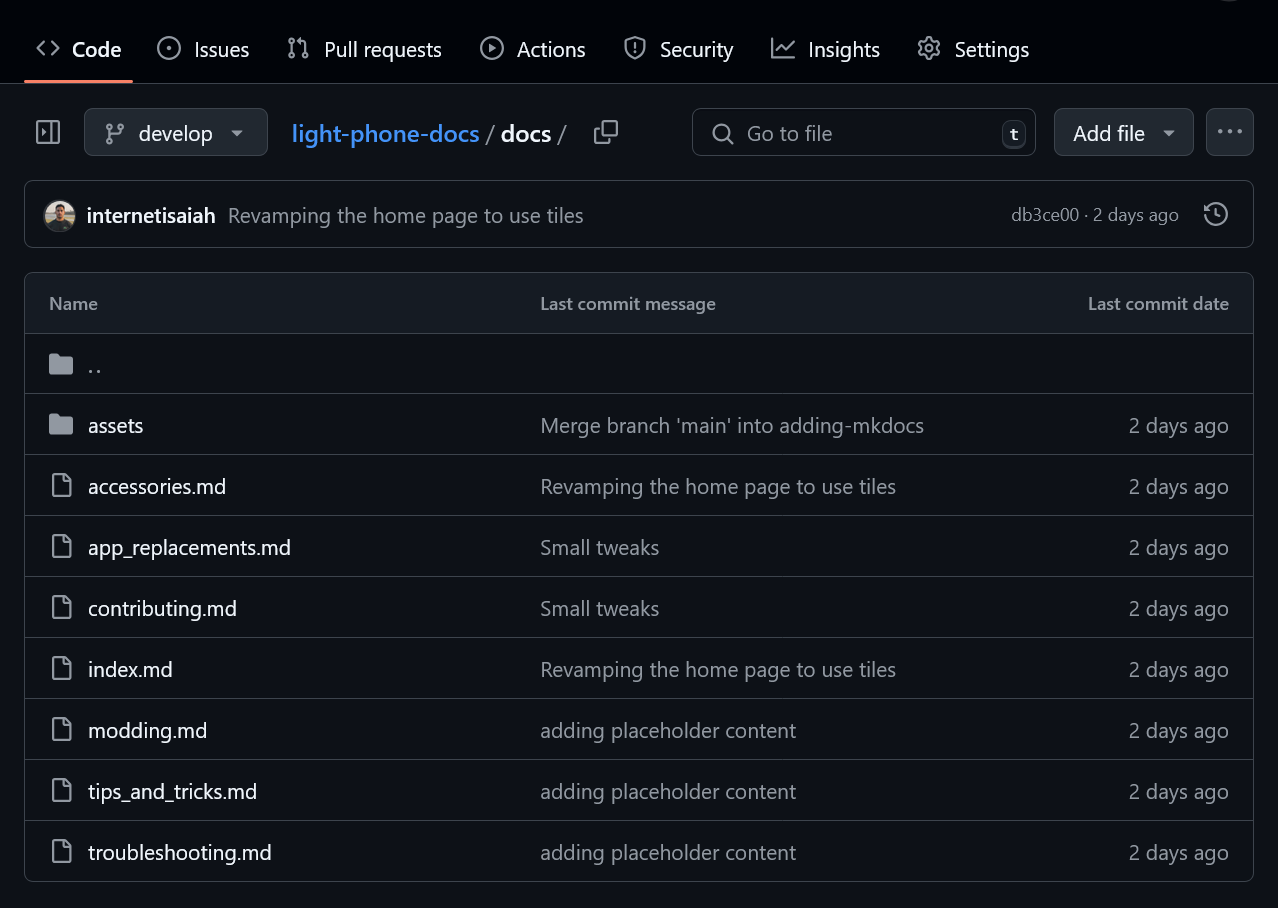 Code Issues Pull requests Actions Security Insights Settings
develop light-phone-docs / docs / Go to file t Add file
internetisaiah Revamping the home page to use tiles db3ce00 · 2 days ago
Name Last commit message Last commit date
..
assets Merge branch 'main' into adding-mkdocs 2 days ago
accessories.md Revamping the home page to use tiles 2 days ago
app_replacements.md Small tweaks 2 days ago
contributing.md Small tweaks 2 days ago
index.md Revamping the home page to use tiles 2 days ago
modding.md adding placeholder content 2 days ago
tips_and_tricks.md adding placeholder content 2 days ago
troubleshooting.md adding placeholder content 2 days ago